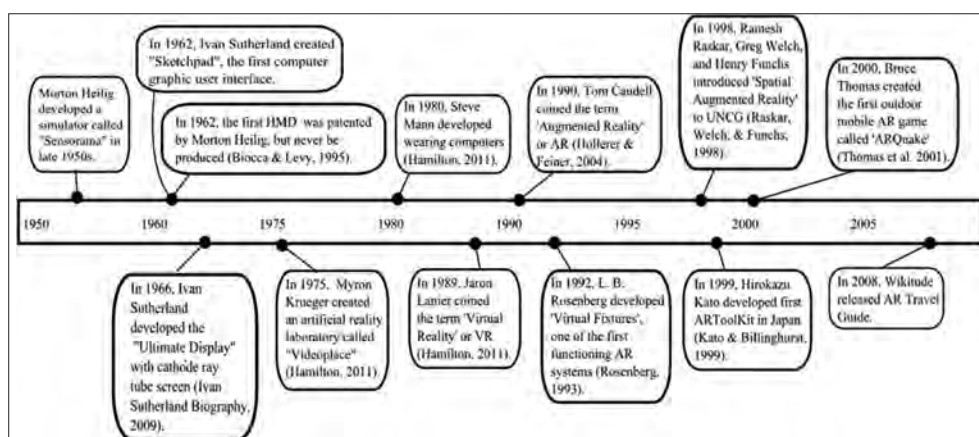 Morton Heilig
developed a
simulator called
"Sensorama" in
late 1950s.
In 1962, Ivan Sutherland created
"Sketchpad", the first computer
graphic user interface.
In 1962, the first HMD was patented
by Morton Heilig, but never be
produced (Biocca & Levy, 1995).
In 1980, Steve
Mann developed
wearing computers
(Hamilton, 2011).
In 1990, Tom Caudell
coined the term
'Augmented Reality'
or AR (Hollerer &
Feiner, 2004).
In 1998, Ramesh
Raskar, Greg Welch,
and Henry Funchs
introduced 'Spatial
Augmented Reality'
to UNCG (Raskar,
Welch, & Funchs,
1998).
In 2000, Bruce
Thomas created
the first outdoor
mobile AR game
called 'ARQuake'
(Thomas et al. 2001).
1950 1960 1975 1980 1990 1995 2000 2005
In 1966, Ivan
Sutherland
developed the
"Ultimate Display"
with cathode ray
tube screen (Ivan
Sutherland Biography,
2009).
In 1975, Myron
Krueger created
an artificial reality
laboratory called
"Videoplace"
(Hamilton, 2011)
In 1989, Jaron
Lanier coined
the term 'Virtual
Reality' or VR
(Hamilton, 2011).
In 1992, L. B.
Rosenberg developed
'Virtual Fixtures',
one of the first
functioning AR
systems (Rosenberg,
1993).
In 1999, Hirokazu
Kato developed first
ARToolKit in Japan
(Kato & Billinghurst,
1999).
In 2008, Wikitude
released AR Travel
Guide.